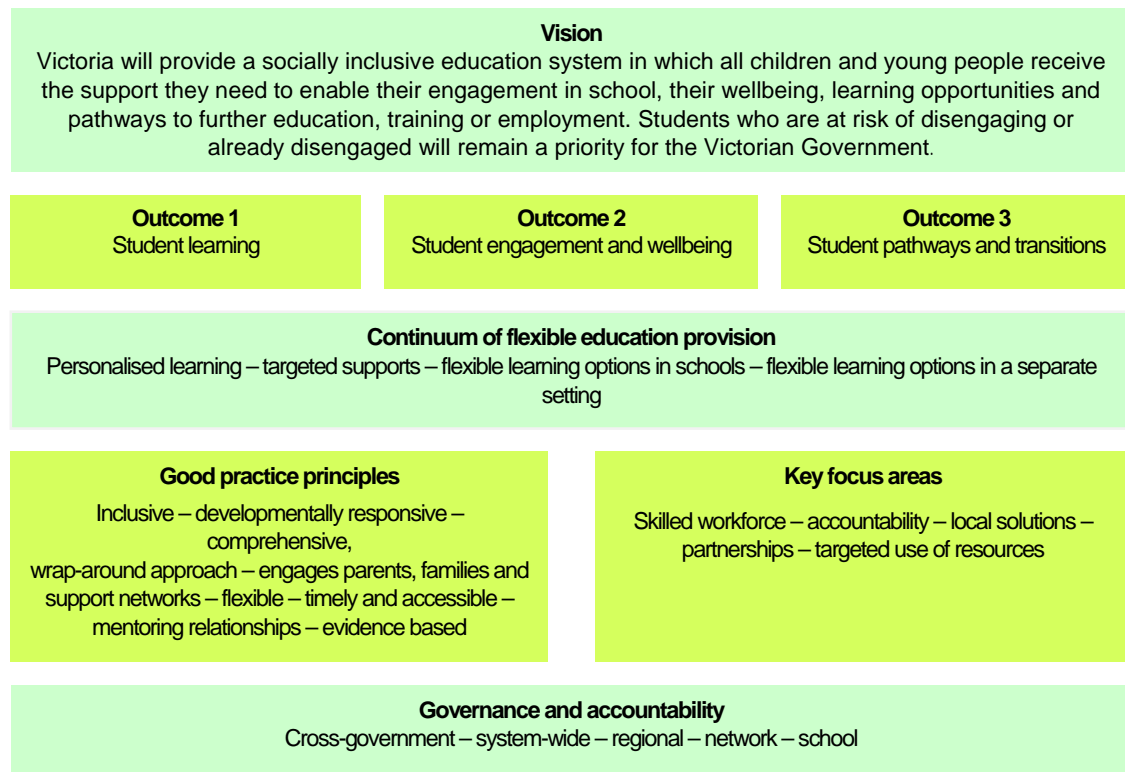 Vision
Victoria will provide a socially inclusive education system in which all children and young people receive
the support they need to enable their engagement in school, their wellbeing, learning opportunities and
pathways to further education, training or employment. Students who are at risk of disengaging or
already disengaged will remain a priority for the Victorian Government.
Outcome 1
Student learning
Outcome 2
Student engagement and wellbeing
Outcome 3
Student pathways and transitions
Continuum of flexible education provision
Personalised learning – targeted supports – flexible learning options in schools – flexible learning options in a separate
setting
Good practice principles
Inclusive – developmentally responsive –
comprehensive,
wrap-around approach – engages parents, families and
support networks – flexible – timely and accessible –
mentoring relationships – evidence based
Key focus areas
Skilled workforce – accountability – local solutions –
partnerships – targeted use of resources
Governance and accountability
Cross-government – system-wide – regional – network – school